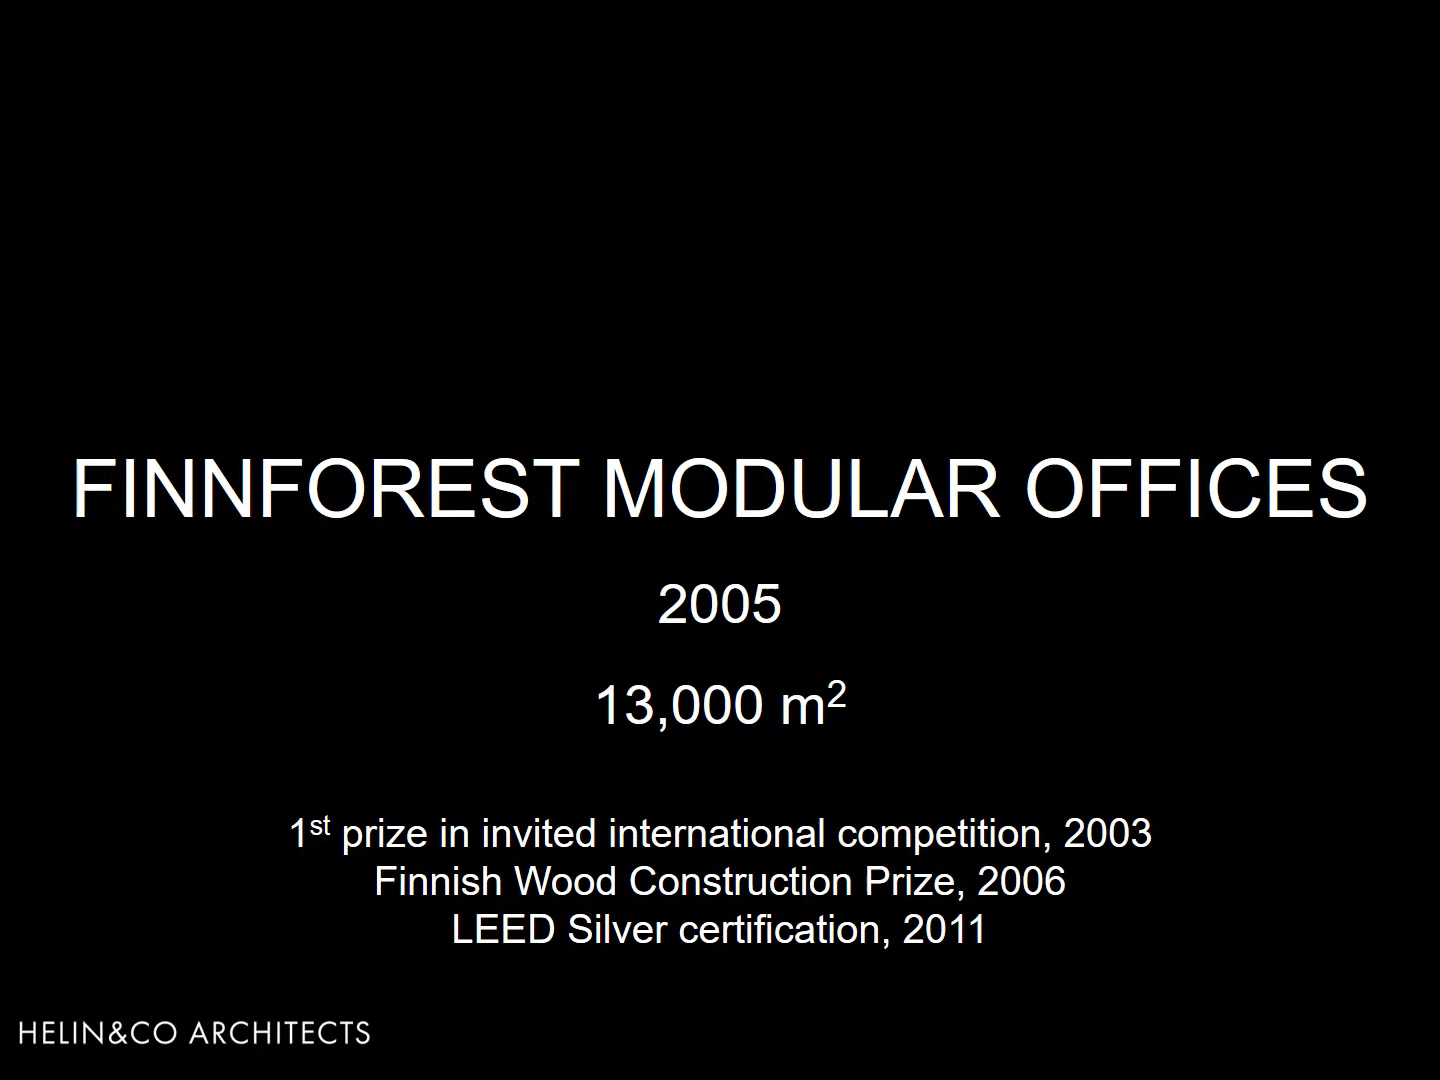 FINNFOREST MODULAR OFFICES
2005
13,000 m²
1st prize in invited international competition, 2003
Finnish Wood Construction Prize, 2006
LEED Silver certification, 2011
HELIN&CO ARCHITECTS